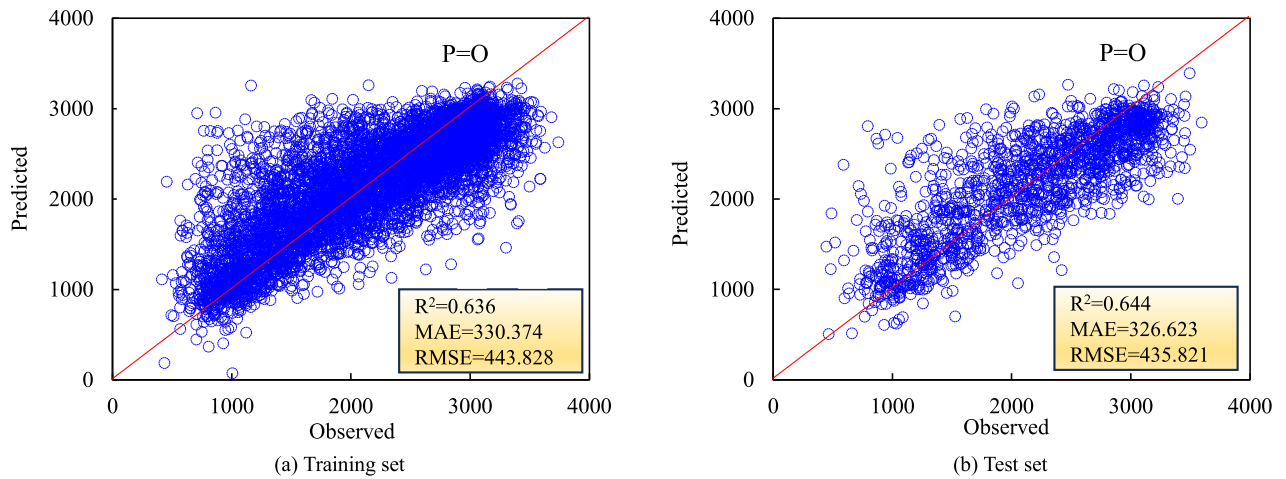 4000
3000
2000
1000
0
Predicted
P=O
R²=0.636
MAE=330.374
RMSE=443.828
0 1000 2000 3000 4000
Observed
(a) Training set
4000
3000
2000
1000
0
Predicted
P=O
R²=0.644
MAE=326.623
RMSE=435.821
0 1000 2000 3000 4000
Observed
(b) Test set